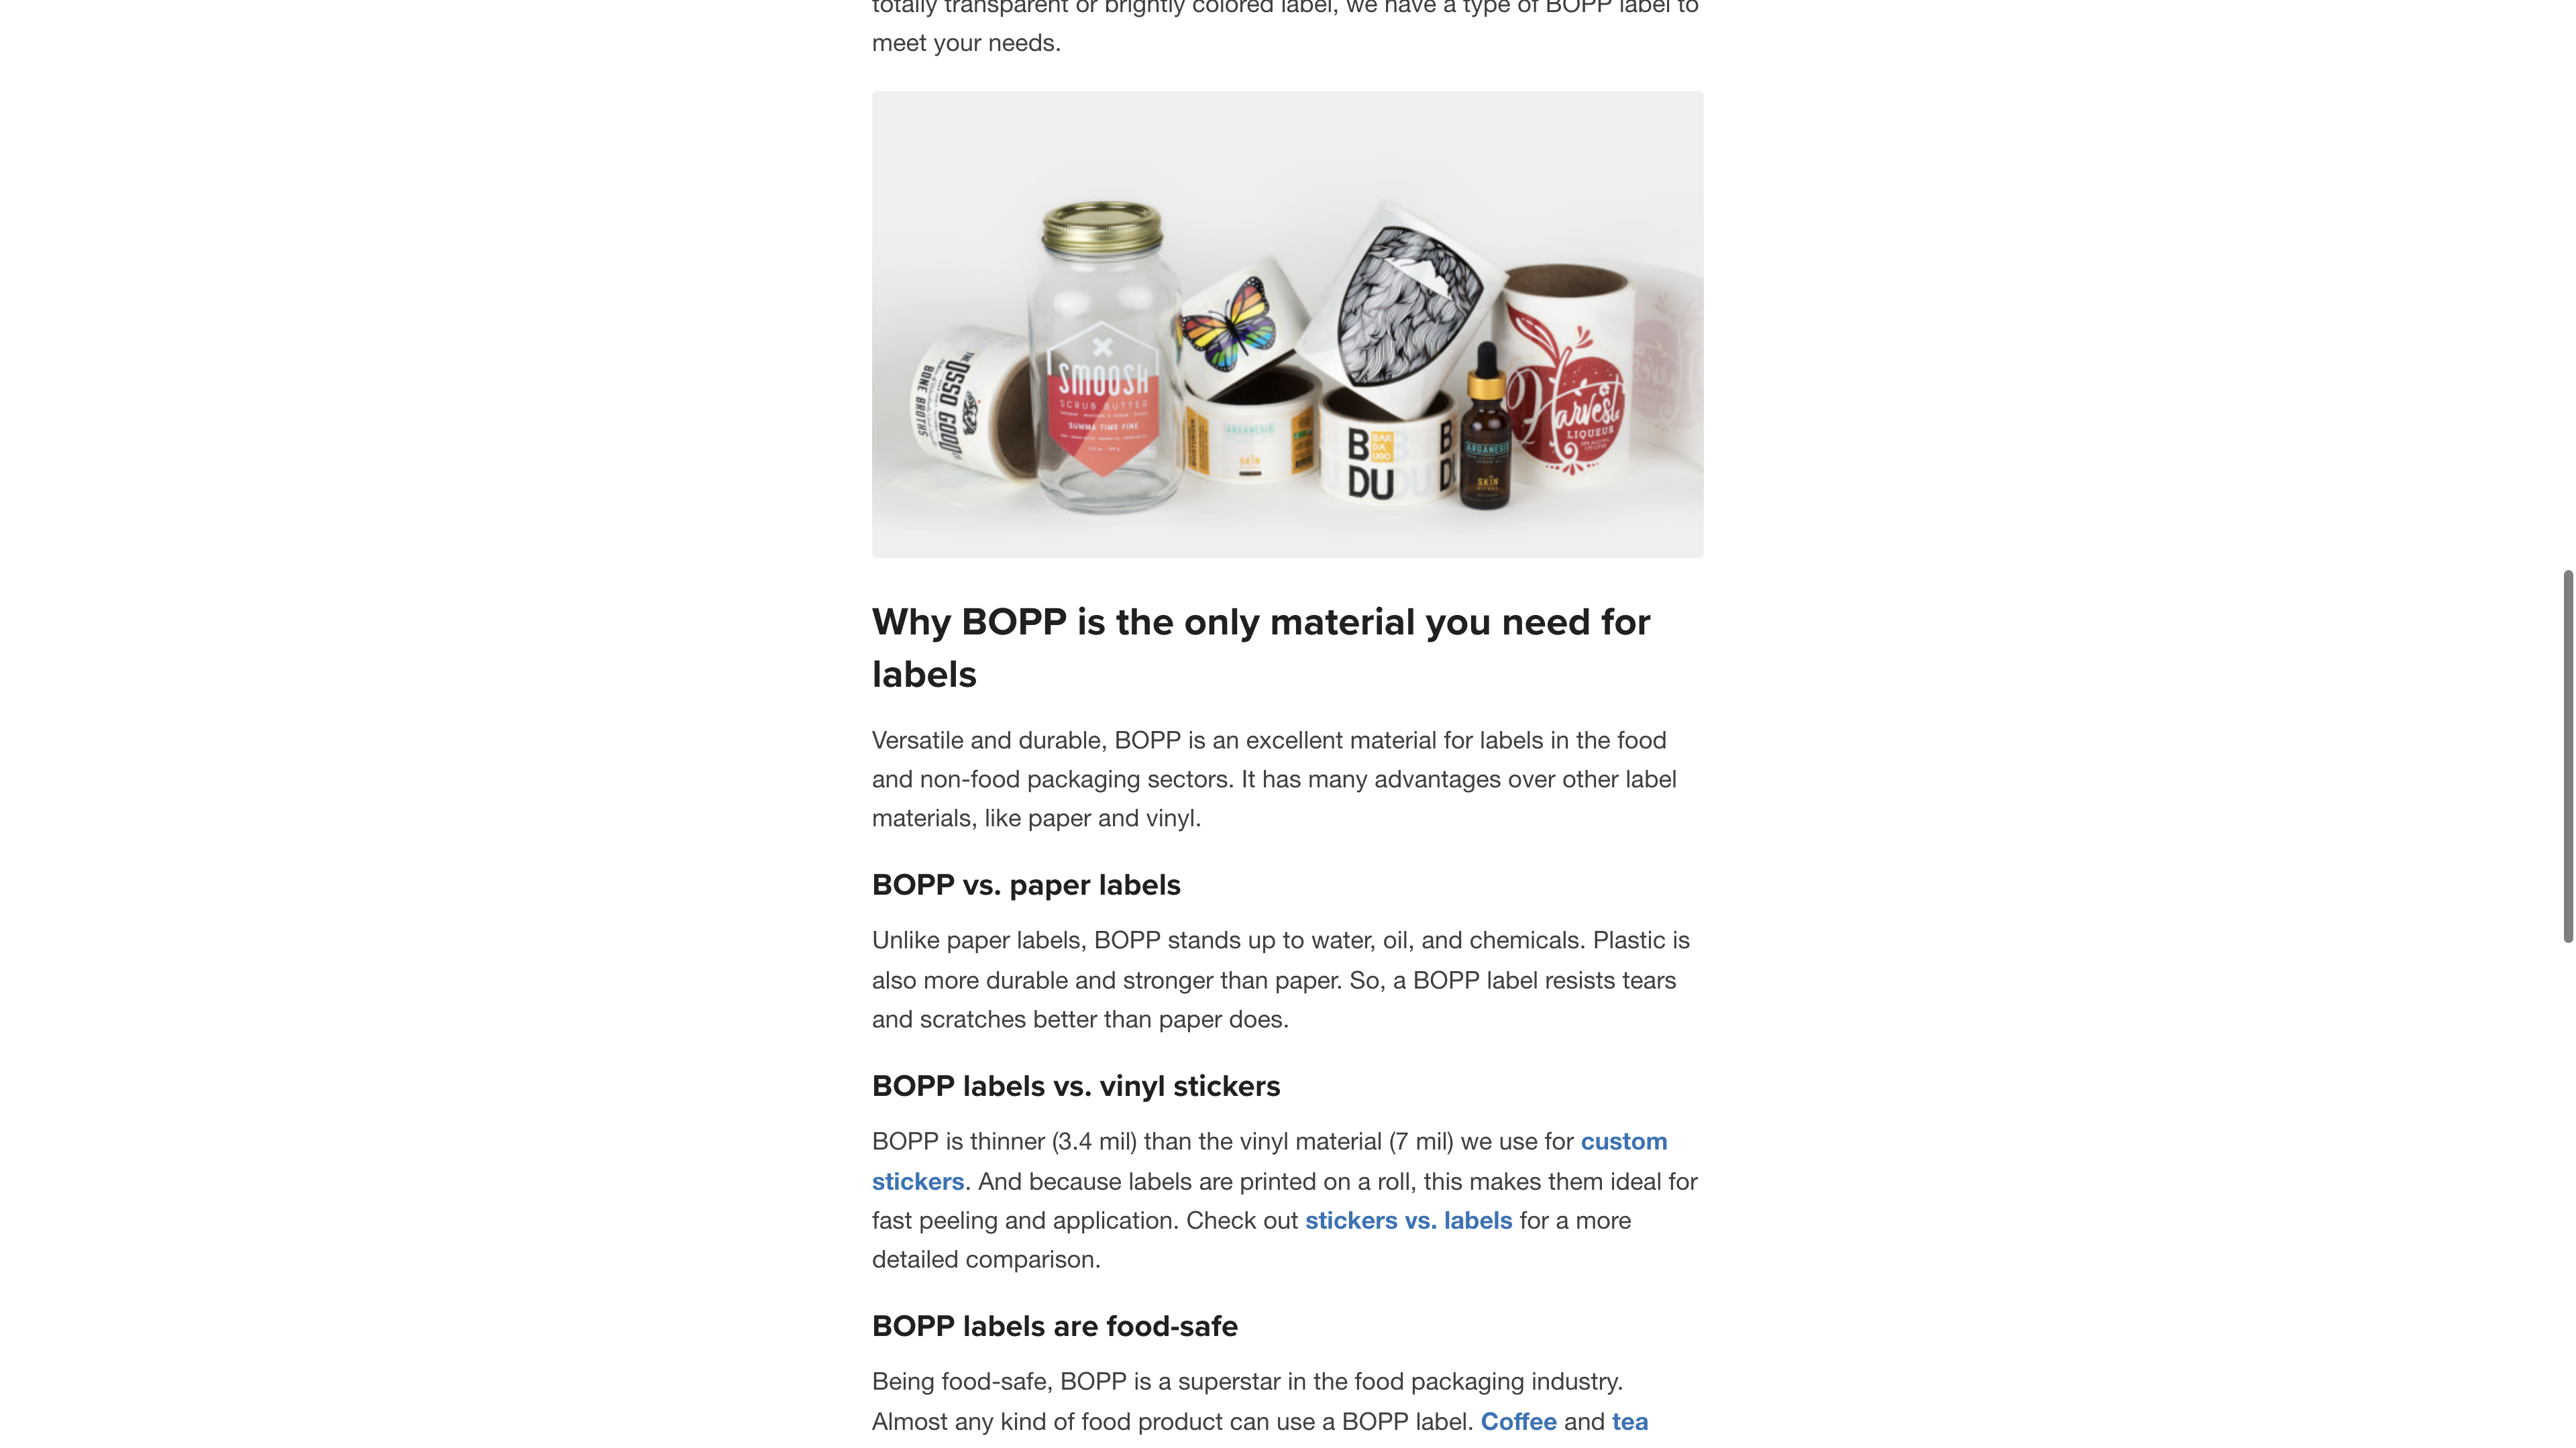 totally transparent or brightly colored label, we have a type of BOPP label to
meet your needs.
THE
OSSO GOOD
BONE BROTHS
SMOOSH
SCRUB BUTTER
SUMMA TIME FINE
ARGANESIS
SKIN
B BAR
DA
UDO
DU
B
ARGANESIS
SKIN
Harvest
LIQUEUR
Why BOPP is the only material you need for
labels
Versatile and durable, BOPP is an excellent material for labels in the food
and non-food packaging sectors. It has many advantages over other label
materials, like paper and vinyl.
BOPP vs. paper labels
Unlike paper labels, BOPP stands up to water, oil, and chemicals. Plastic is
also more durable and stronger than paper. So, a BOPP label resists tears
and scratches better than paper does.
BOPP labels vs. vinyl stickers
BOPP is thinner (3.4 mil) than the vinyl material (7 mil) we use for custom
stickers. And because labels are printed on a roll, this makes them ideal for
fast peeling and application. Check out stickers vs. labels for a more
detailed comparison.
BOPP labels are food-safe
Being food-safe, BOPP is a superstar in the food packaging industry.
Almost any kind of food product can use a BOPP label. Coffee and tea